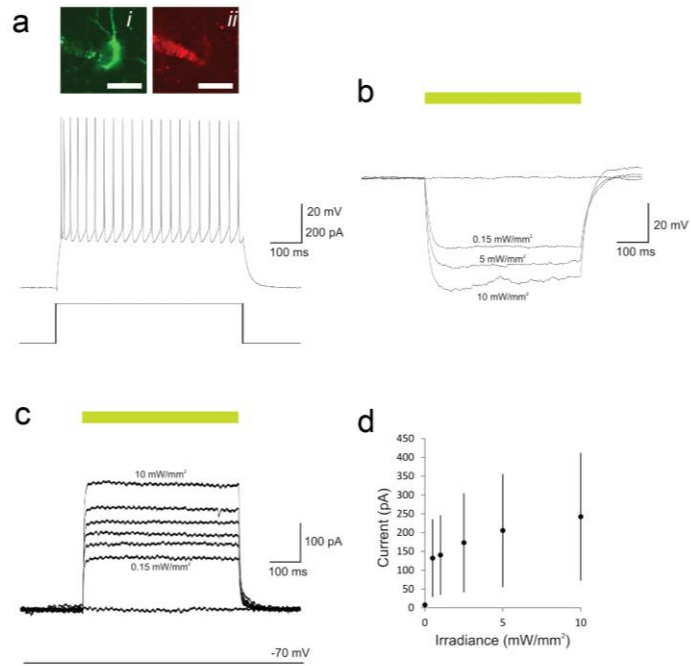 a
i
ii
20 mV
200 pA
100 ms
b
0.15 mW/mm²
5 mW/mm²
10 mW/mm²
20 mV
100 ms
c
10 mW/mm²
0.15 mW/mm²
100 pA
100 ms
-70 mV
d
450
400
350
300
250
200
150
100
50
0
0
5
10
Current (pA)
Irradiance (mW/mm²)